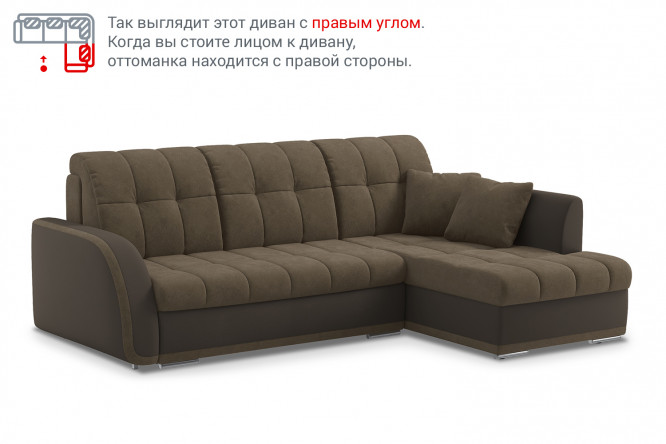 Так выглядит этот диван с правым углом.
Когда вы стоите лицом к дивану,
оттоманка находится с правой стороны.